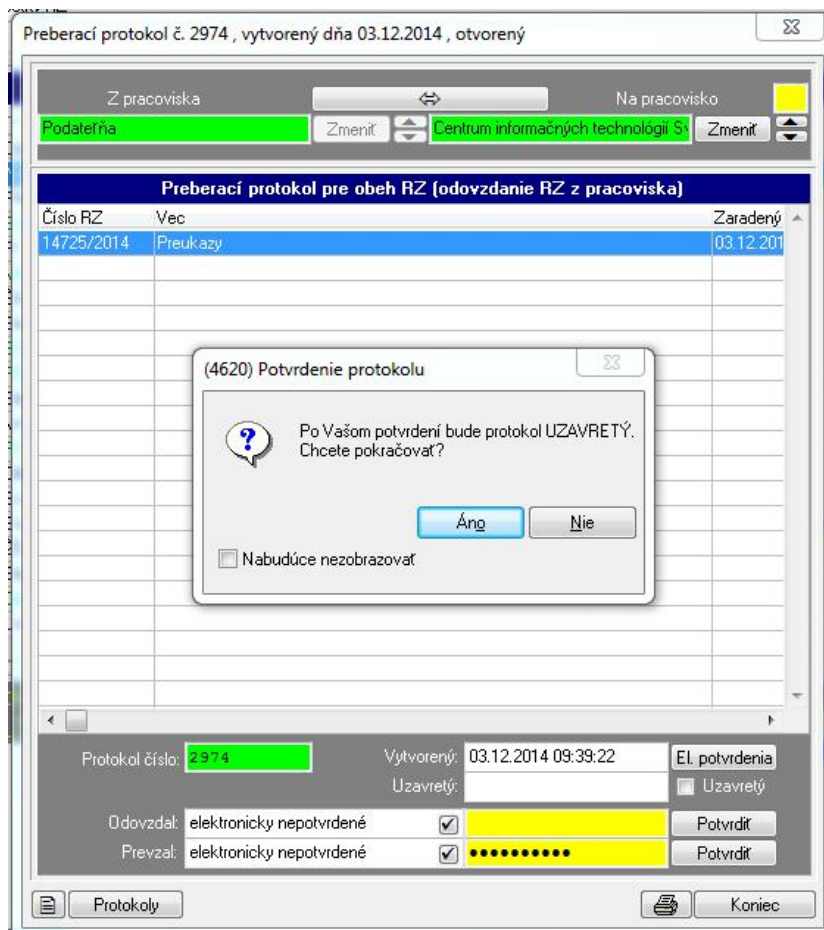 Preberací protokol č. 2974 , vytvorený dňa 03.12.2014 , otvorený
Z pracoviska Na pracovisko
Podateľňa Zmeniť Centrum informačných technológií Sv Zmeniť
Preberací protokol pre obeh RZ (odovzdanie RZ z pracoviska)
Číslo RZ Vec Zaradený
14725/2014 Preukazy 03.12.201
(4620) Potvrdenie protokolu
Po Vašom potvrdení bude protokol UZAVRETÝ.
Chcete pokračovať?
Áno Nie
Nabudúce nezobrazovať
Protokol číslo: 2974 Vytvorený: 03.12.2014 09:39:22 El. potvrdenia
Uzavretý: Uzavretý
Odovzdal: elektronicky nepotvrdené Potvrdiť
Prevzal: elektronicky nepotvrdené •••••••••• Potvrdiť
Protokoly Koniec